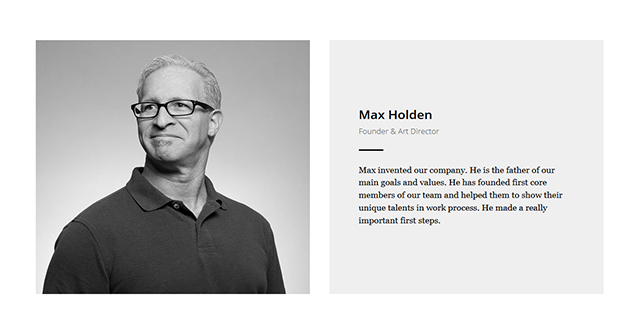 Max Holden
Founder & Art Director
Max invented our company. He is the father of our
main goals and values. He has founded first core
members of our team and helped them to show their
unique talents in work process. He made a really
important first steps.